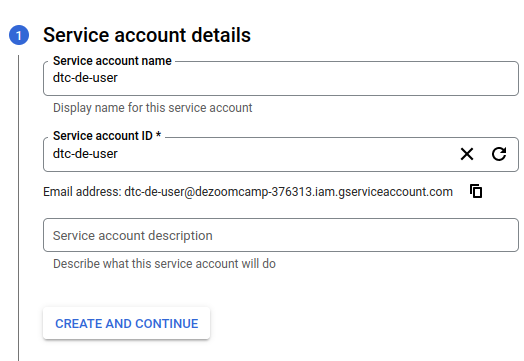 1 Service account details
Service account name
dtc-de-user
Display name for this service account
Service account ID *
dtc-de-user
Email address: dtc-de-user@dezoomcamp-376313.iam.gserviceaccount.com
Service account description
Describe what this service account will do
CREATE AND CONTINUE